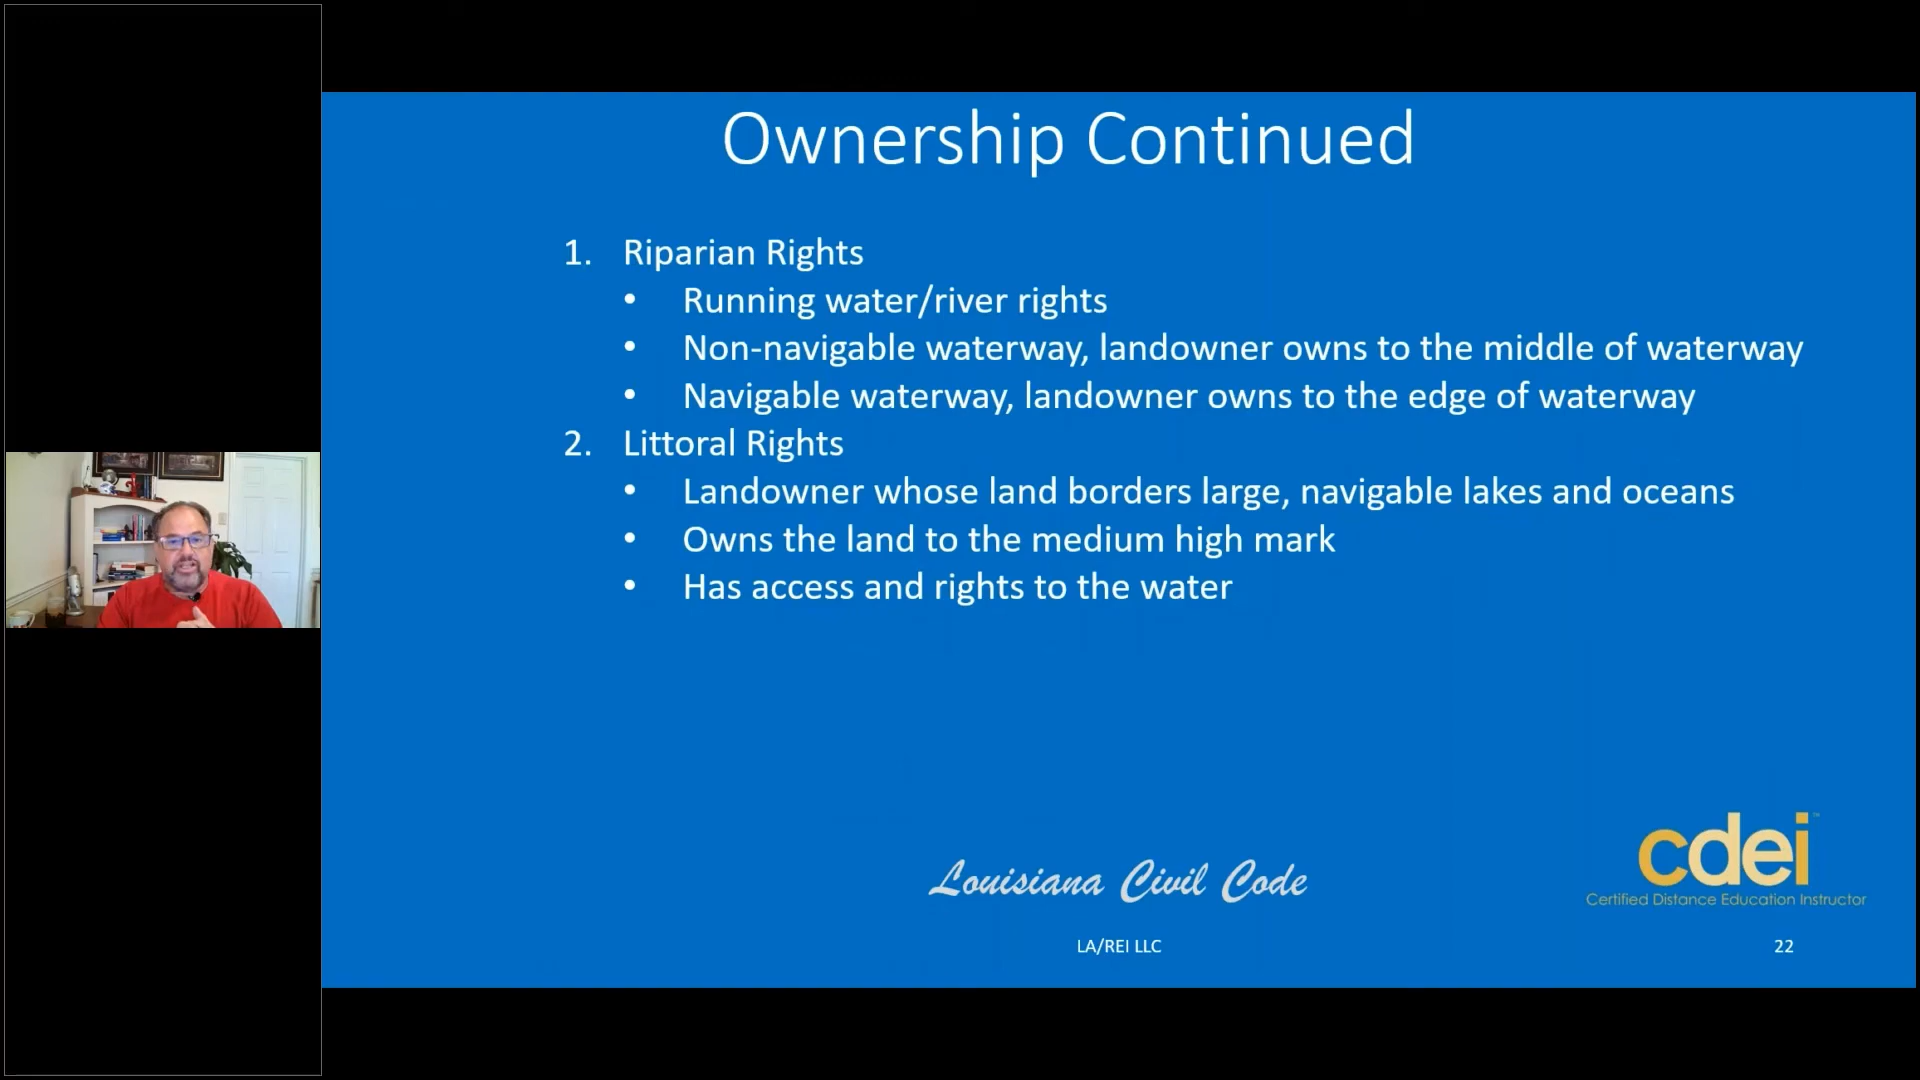 Ownership Continued
1. Riparian Rights
• Running water/river rights
• Non-navigable waterway, landowner owns to the middle of waterway
• Navigable waterway, landowner owns to the edge of waterway
2. Littoral Rights
• Landowner whose land borders large, navigable lakes and oceans
• Owns the land to the medium high mark
• Has access and rights to the water
Louisiana Civil Code
cdei™
Certified Distance Education Instructor
LA/REI LLC
22